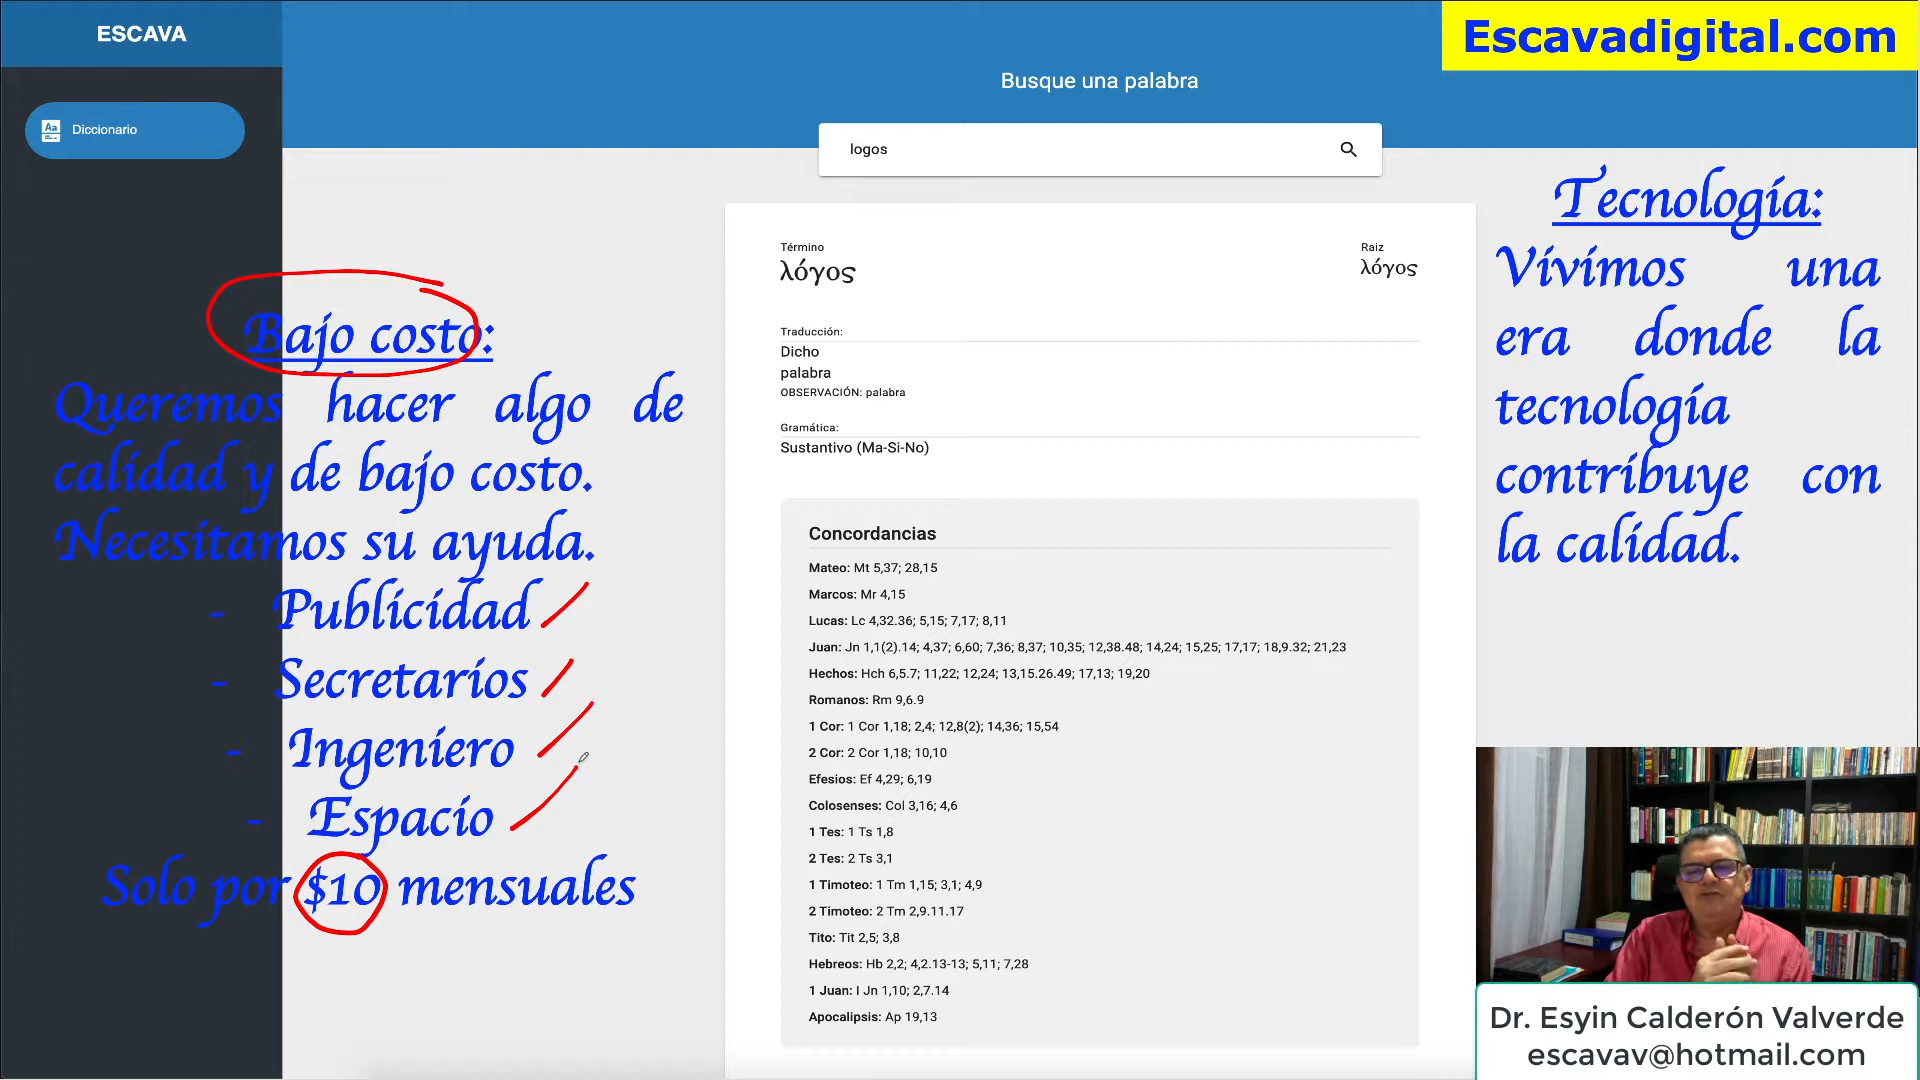 ESCAVA
Diccionario
Escavadigital.com
Busque una palabra
logos
Bajo costo:
Queremos hacer algo de
calidad y de bajo costo.
Necesitamos su ayuda.
- Publicidad
- Secretarios
- Ingeniero
- Espacio
Solo por $10 mensuales
Término
λόγος
Raiz
λόγος
Traducción:
Dicho
palabra
OBSERVACIÓN: palabra
Gramática:
Sustantivo (Ma-Si-No)
Concordancias
Mateo: Mt 5,37; 28,15
Marcos: Mr 4,15
Lucas: Lc 4,32.36; 5,15; 7,17; 8,11
Juan: Jn 1,1(2).14; 4,37; 6,60; 7,36; 8,37; 10,35; 12,38.48; 14,24; 15,25; 17,17; 18,9.32; 21,23
Hechos: Hch 6,5.7; 11,22; 12,24; 13,15.26.49; 17,13; 19,20
Romanos: Rm 9,6.9
1 Cor: 1 Cor 1,18; 2,4; 12,8(2); 14,36; 15,54
2 Cor: 2 Cor 1,18; 10,10
Efesios: Ef 4,29; 6,19
Colosenses: Col 3,16; 4,6
1 Tes: 1 Ts 1,8
2 Tes: 2 Ts 3,1
1 Timoteo: 1 Tm 1,15; 3,1; 4,9
2 Timoteo: 2 Tm 2,9.11.17
Tito: Tit 2,5; 3,8
Hebreos: Hb 2,2; 4,2.13-13; 5,11; 7,28
1 Juan: I Jn 1,10; 2,7.14
Apocalipsis: Ap 19,13
Tecnología:
Vivimos una
era donde la
tecnología
contribuye con
la calidad.
Dr. Esyin Calderón Valverde
escavav@hotmail.com